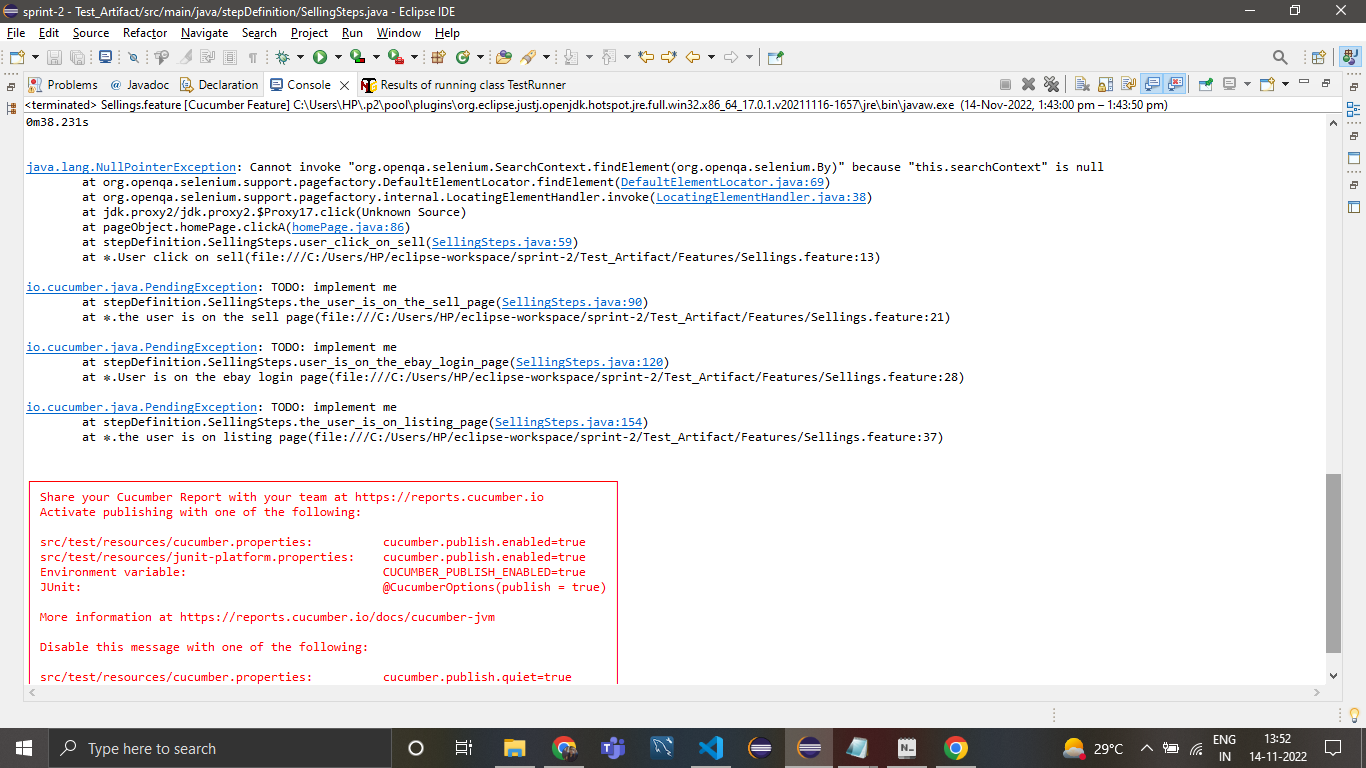 sprint-2 - Test_Artifact/src/main/java/stepDefinition/SellingSteps.java - Eclipse IDE
File Edit Source Refactor Navigate Search Project Run Window Help
Problems @ Javadoc Declaration Console Results of running class TestRunner
<terminated> Sellings.feature [Cucumber Feature] C:\Users\HP\.p2\pool\plugins\org.eclipse.justj.openjdk.hotspot.jre.full.win32.x86_64_17.0.1.v20211116-1657\jre\bin\javaw.exe (14-Nov-2022, 1:43:00 pm – 1:43:50 pm)
0m38.231s
java.lang.NullPointerException: Cannot invoke "org.openqa.selenium.SearchContext.findElement(org.openqa.selenium.By)" because "this.searchContext" is null
at org.openqa.selenium.support.pagefactory.DefaultElementLocator.findElement(DefaultElementLocator.java:69)
at org.openqa.selenium.support.pagefactory.internal.LocatingElementHandler.invoke(LocatingElementHandler.java:38)
at jdk.proxy2/jdk.proxy2.$Proxy17.click(Unknown Source)
at pageObject.homePage.clickA(homePage.java:86)
at stepDefinition.SellingSteps.user_click_on_sell(SellingSteps.java:59)
at ✽.User click on sell(file:///C:/Users/HP/eclipse-workspace/sprint-2/Test_Artifact/Features/Sellings.feature:13)
io.cucumber.java.PendingException: TODO: implement me
at stepDefinition.SellingSteps.the_user_is_on_the_sell_page(SellingSteps.java:90)
at ✽.the user is on the sell page(file:///C:/Users/HP/eclipse-workspace/sprint-2/Test_Artifact/Features/Sellings.feature:21)
io.cucumber.java.PendingException: TODO: implement me
at stepDefinition.SellingSteps.user_is_on_the_ebay_login_page(SellingSteps.java:120)
at ✽.User is on the ebay login page(file:///C:/Users/HP/eclipse-workspace/sprint-2/Test_Artifact/Features/Sellings.feature:28)
io.cucumber.java.PendingException: TODO: implement me
at stepDefinition.SellingSteps.the_user_is_on_listing_page(SellingSteps.java:154)
at ✽.the user is on listing page(file:///C:/Users/HP/eclipse-workspace/sprint-2/Test_Artifact/Features/Sellings.feature:37)
Share your Cucumber Report with your team at https://reports.cucumber.io
Activate publishing with one of the following:
src/test/resources/cucumber.properties: cucumber.publish.enabled=true
src/test/resources/junit-platform.properties: cucumber.publish.enabled=true
Environment variable: CUCUMBER_PUBLISH_ENABLED=true
JUnit: @CucumberOptions(publish = true)
More information at https://reports.cucumber.io/docs/cucumber-jvm
Disable this message with one of the following:
src/test/resources/cucumber.properties: cucumber.publish.quiet=true
Type here to search
29°C
ENG
IN
13:52
14-11-2022